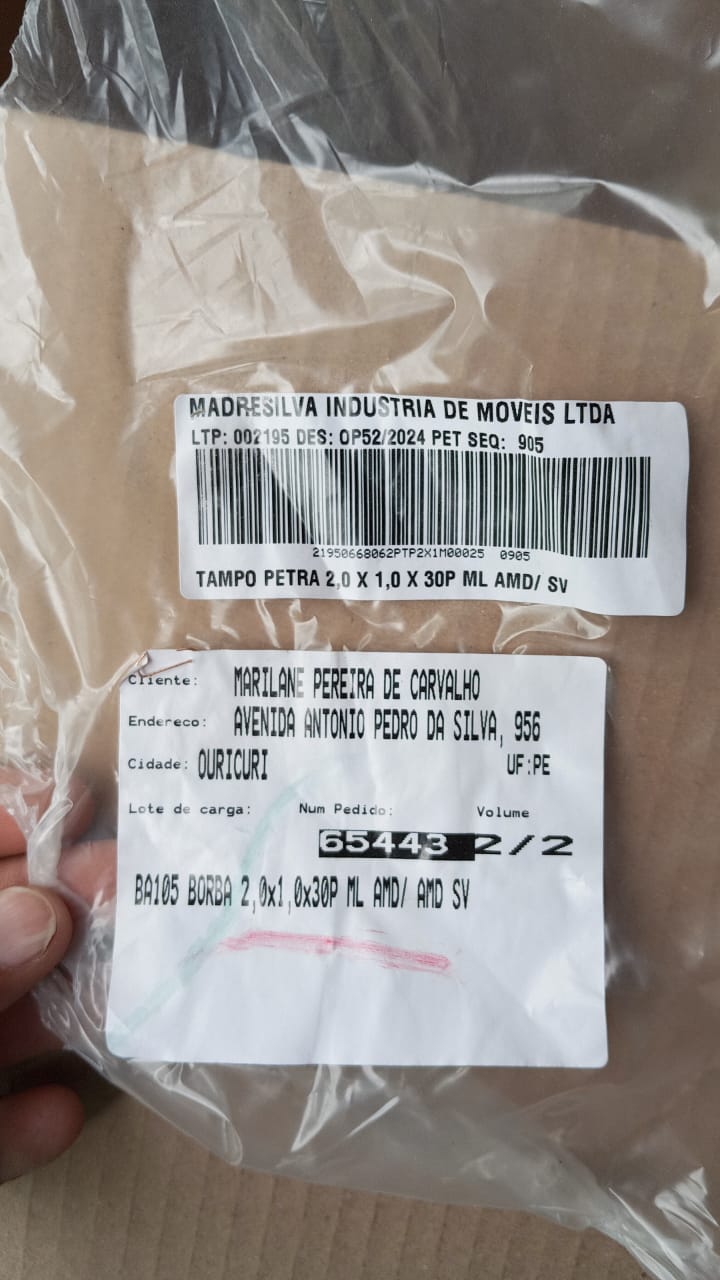 MADRESILVA INDUSTRIA DE MOVEIS LTDA
LTP: 002195 DES: OP52/2024 PET SEQ: 905
21950668062PTP2X1M00025 0905
TAMPO PETRA 2,0 X 1,0 X 30P ML AMD/ SV
Cliente: MARILANE PEREIRA DE CARVALHO
Endereco: AVENIDA ANTONIO PEDRO DA SILVA, 956
Cidade: OURICURI UF:PE
Lote de carga: Num Pedido: Volume
65443 2/2
BA105 BORBA 2,0x1,0x30P ML AMD/ AMD SV